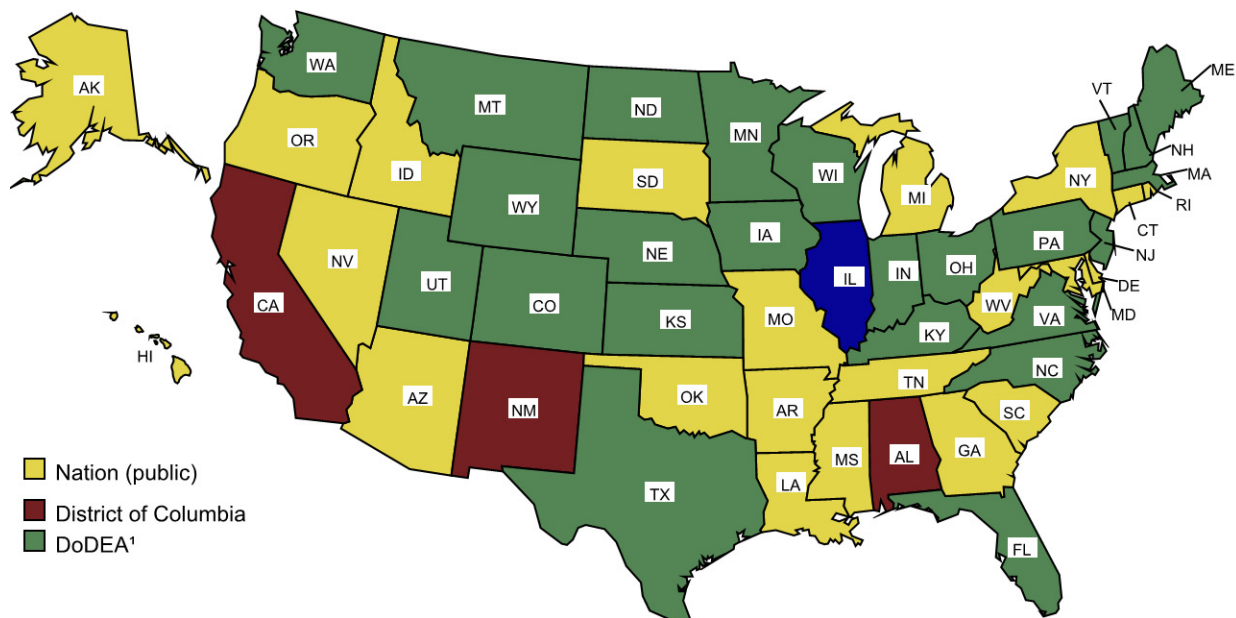 AK
WA
MT
ND
MN
VT
ME
OR
ID
WY
SD
WI
MI
NY
NH
MA
RI
CT
NJ
PA
NV
UT
CO
NE
IA
IL
IN
OH
DE
MD
WV
VA
CA
KS
MO
KY
HI
AZ
NM
OK
AR
TN
NC
SC
TX
LA
MS
AL
GA
FL
Nation (public)
District of Columbia
DoDEA¹